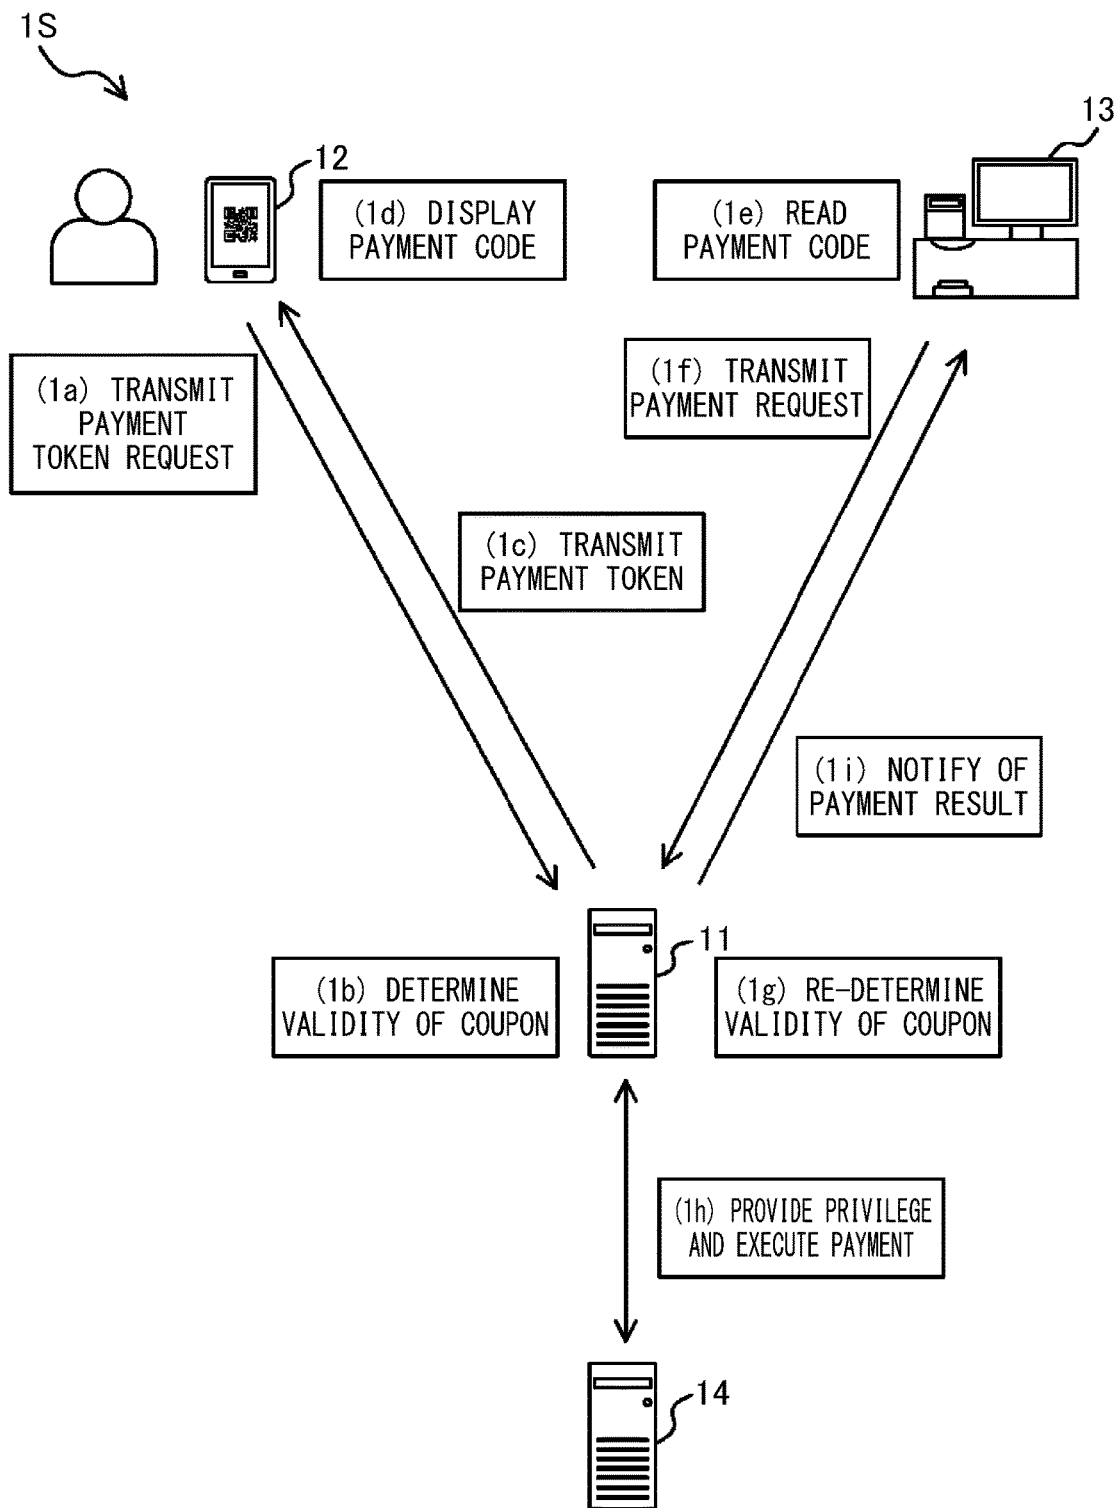 1S
12
13
(1d) DISPLAY
PAYMENT CODE
(1e) READ
PAYMENT CODE
(1a) TRANSMIT
PAYMENT
TOKEN REQUEST
(1f) TRANSMIT
PAYMENT REQUEST
(1c) TRANSMIT
PAYMENT TOKEN
(1i) NOTIFY OF
PAYMENT RESULT
11
(1b) DETERMINE
VALIDITY OF COUPON
(1g) RE-DETERMINE
VALIDITY OF COUPON
(1h) PROVIDE PRIVILEGE
AND EXECUTE PAYMENT
14